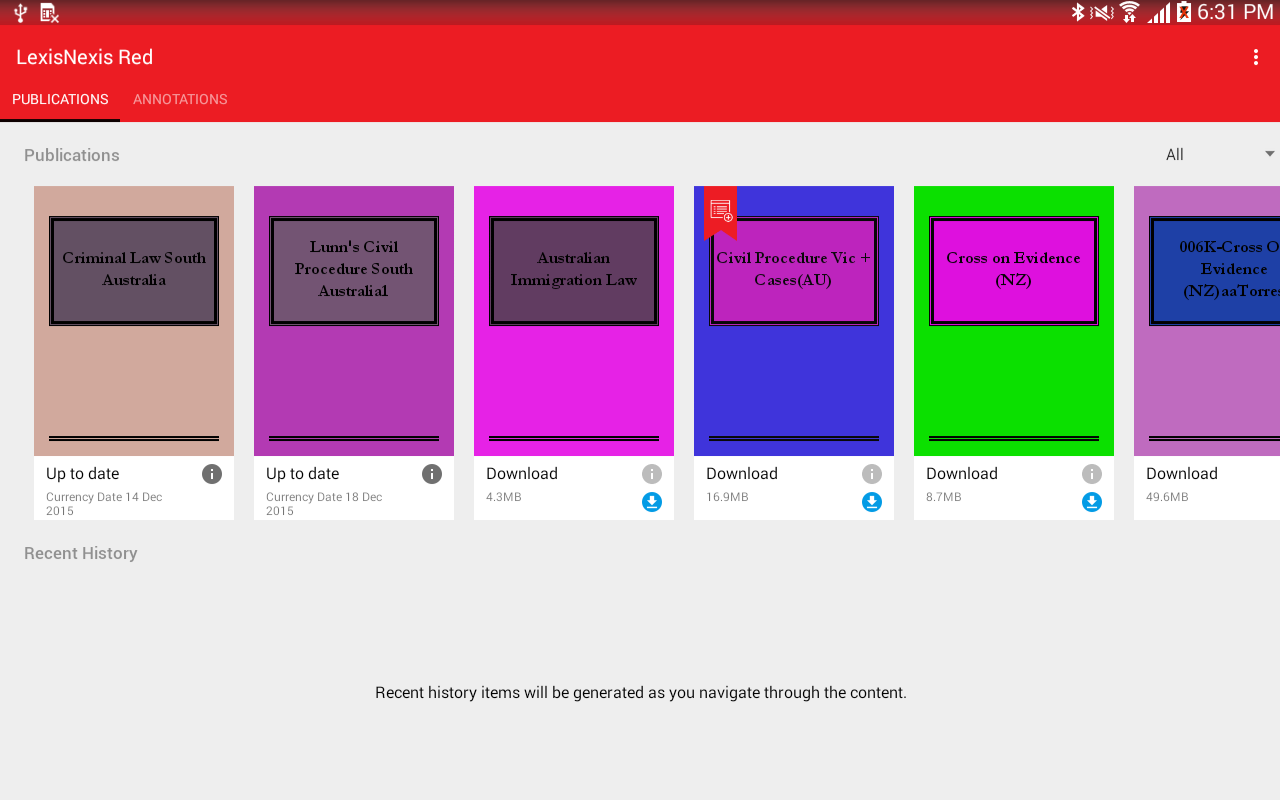 6:31 PM
LexisNexis Red
PUBLICATIONS ANNOTATIONS
Publications
All
Criminal Law South
Australia
Up to date
Currency Date 14 Dec
2015
Lunn's Civil
Procedure South
Australia1
Up to date
Currency Date 18 Dec
2015
Australian
Immigration Law
Download
4.3MB
Civil Procedure Vic +
Cases(AU)
Download
16.9MB
Cross on Evidence
(NZ)
Download
8.7MB
006K-Cross O
Evidence
(NZ)aaTorres
Download
49.6MB
Recent History
Recent history items will be generated as you navigate through the content.